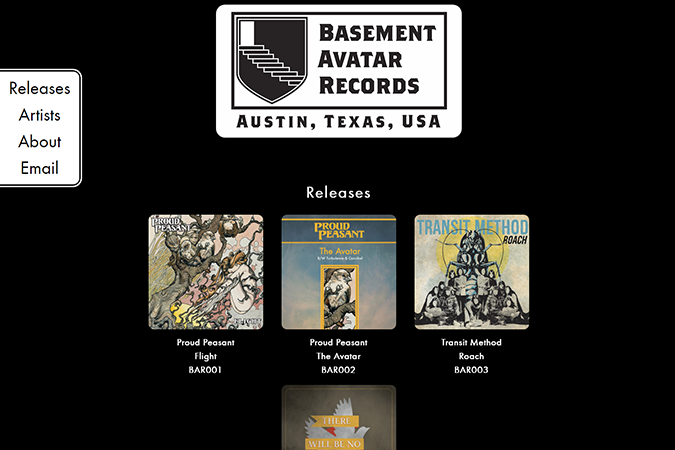 BASEMENT
AVATAR
RECORDS
AUSTIN, TEXAS, USA
Releases
Artists
About
Email
Releases
PROUD
PEASANT
PROUD
PEASANT
The Avatar
B/W Turbulence & Cannibal
TRANSIT METHOD
ROACH
Proud Peasant
Flight
BAR001
Proud Peasant
The Avatar
BAR002
Transit Method
Roach
BAR003
THERE
WILL BE NO